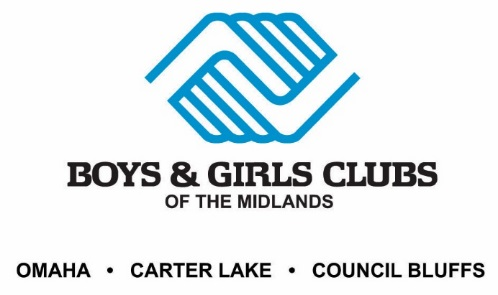 BOYS & GIRLS CLUBS
OF THE MIDLANDS
OMAHA • CARTER LAKE • COUNCIL BLUFFS